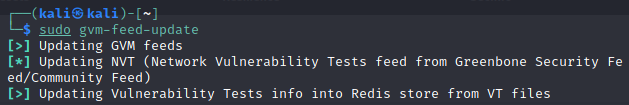 ┌──(kali㉿kali)-[~]
└─$ sudo gvm-feed-update
[>] Updating GVM feeds
[*] Updating NVT (Network Vulnerability Tests feed from Greenbone Security Fe
ed/Community Feed)
[>] Updating Vulnerability Tests info into Redis store from VT files